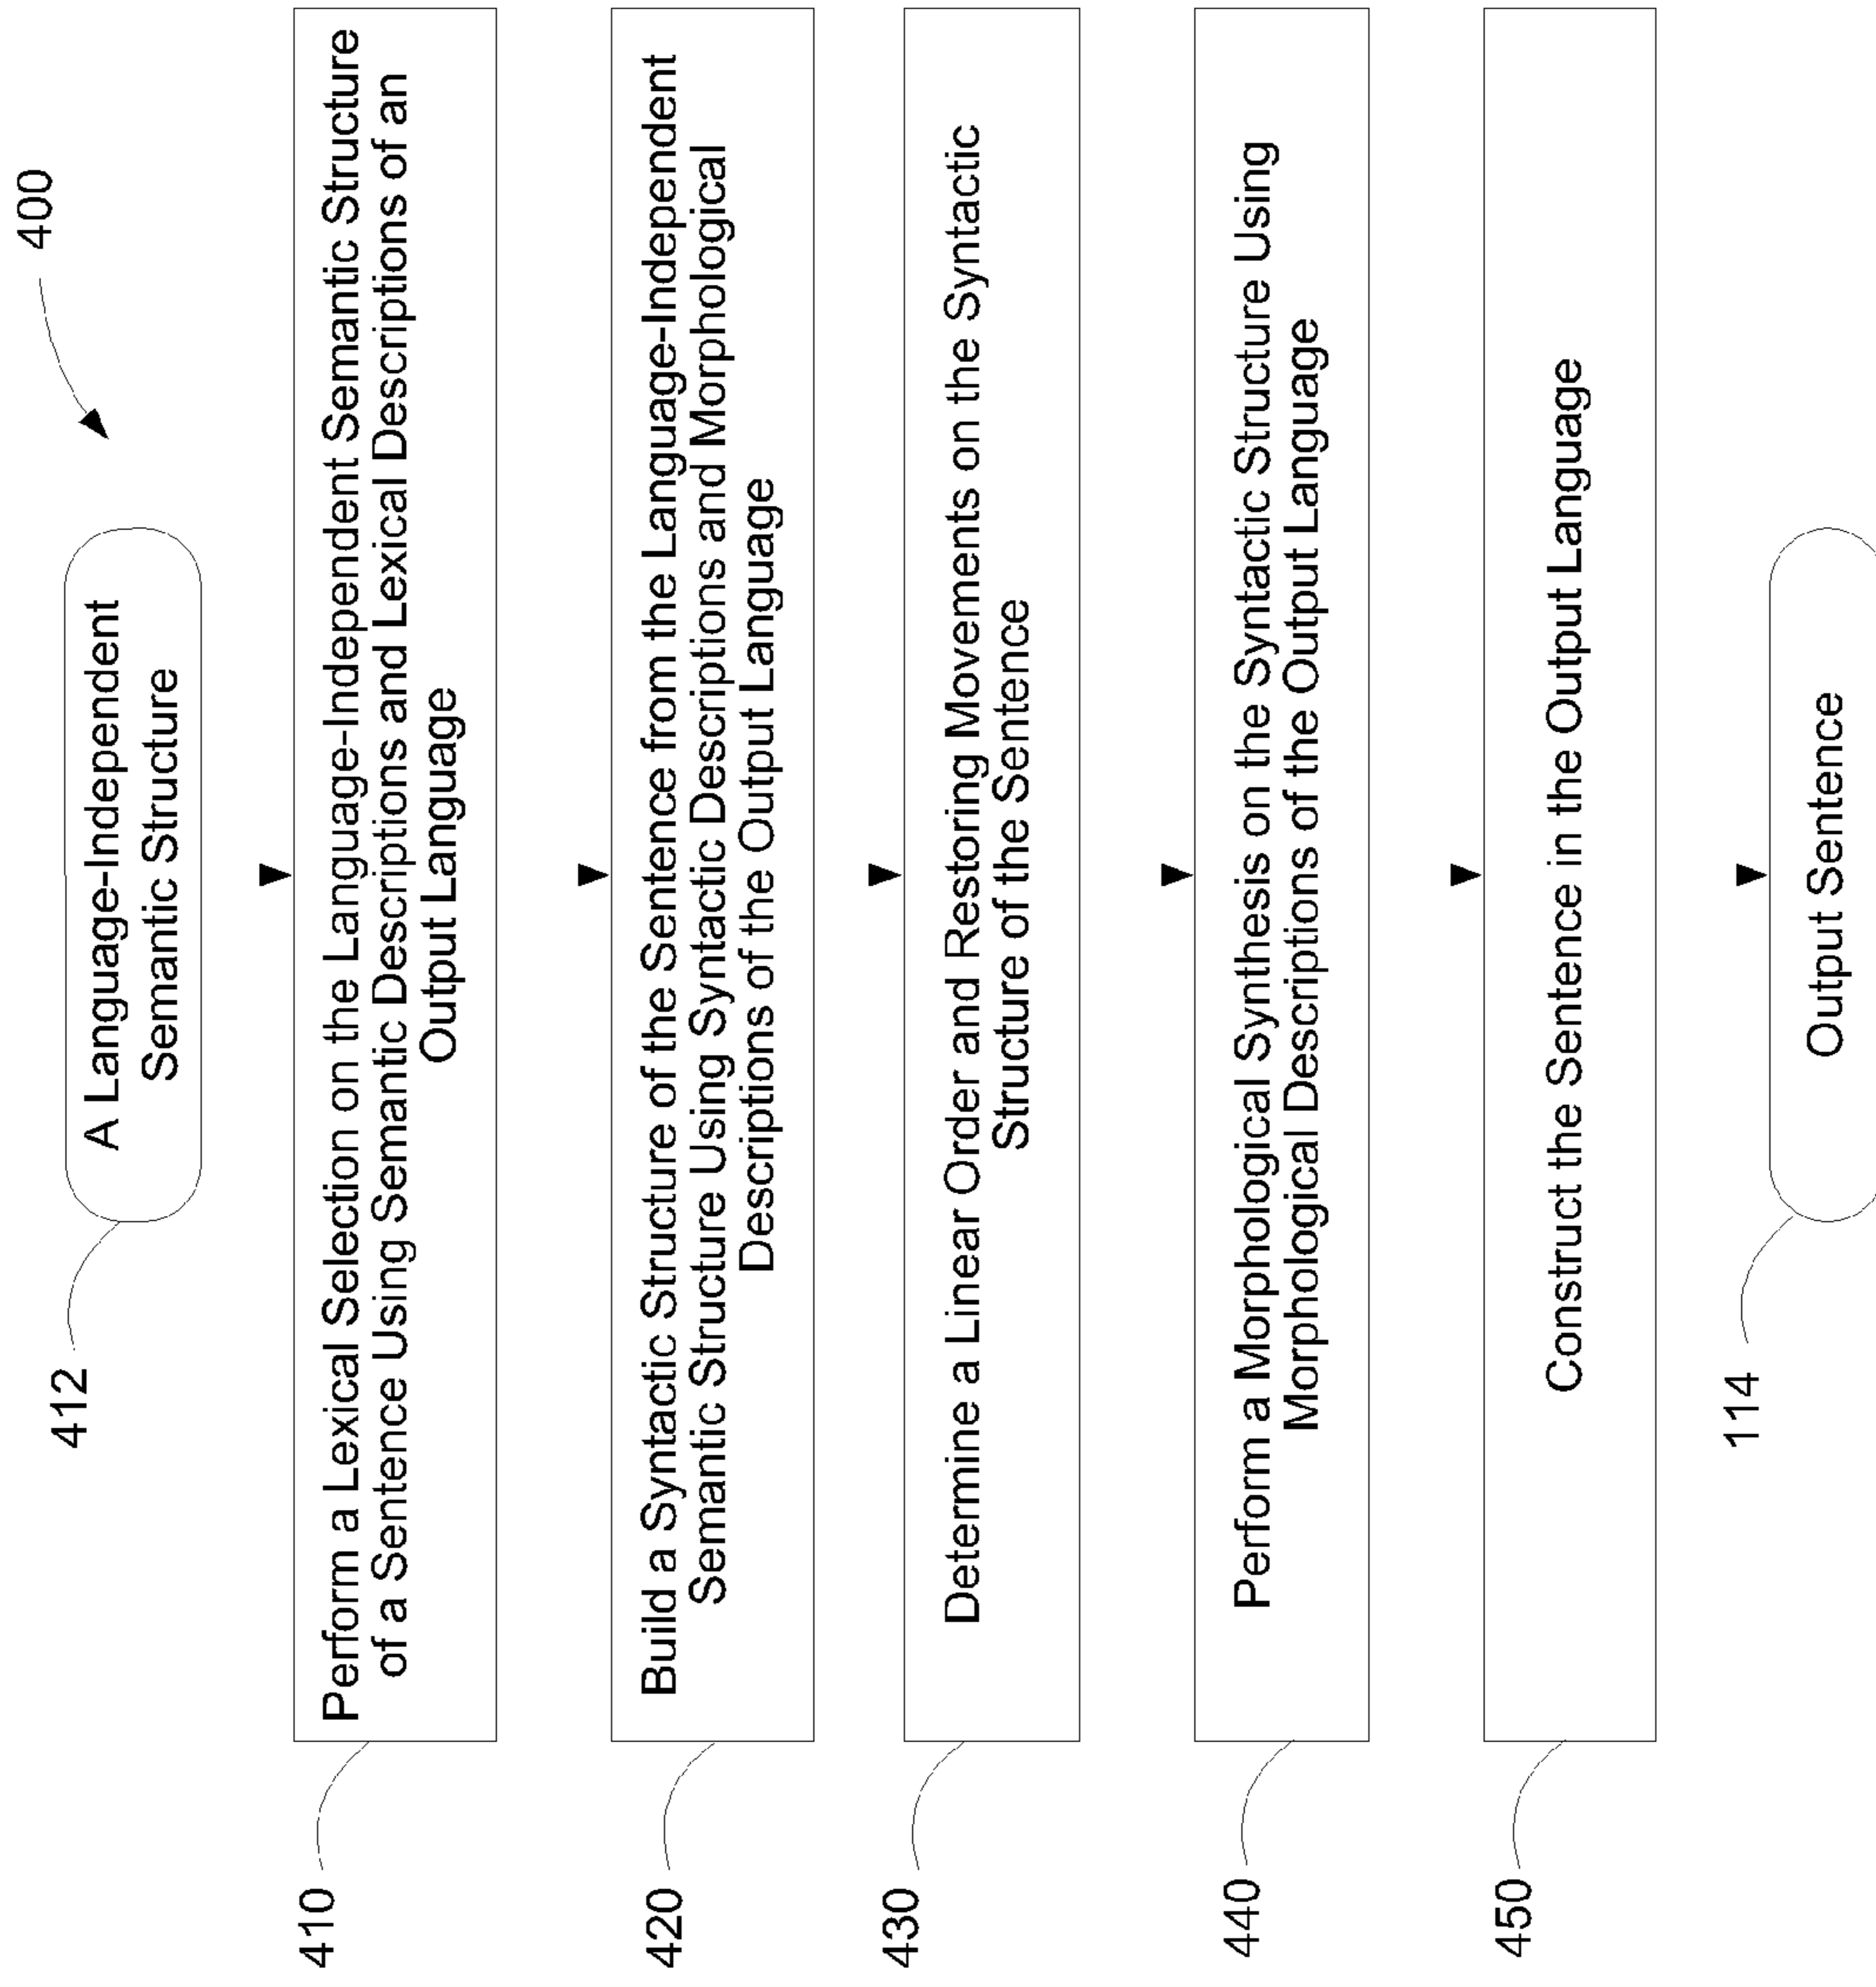 400
412
A Language-Independent
Semantic Structure
410
Perform a Lexical Selection on the Language-Independent Semantic Structure
of a Sentence Using Semantic Descriptions and Lexical Descriptions of an
Output Language
420
Build a Syntactic Structure of the Sentence from the Language-Independent
Semantic Structure Using Syntactic Descriptions and Morphological
Descriptions of the Output Language
430
Determine a Linear Order and Restoring Movements on the Syntactic
Structure of the Sentence
440
Perform a Morphological Synthesis on the Syntactic Structure Using
Morphological Descriptions of the Output Language
450
Construct the Sentence in the Output Language
114
Output Sentence